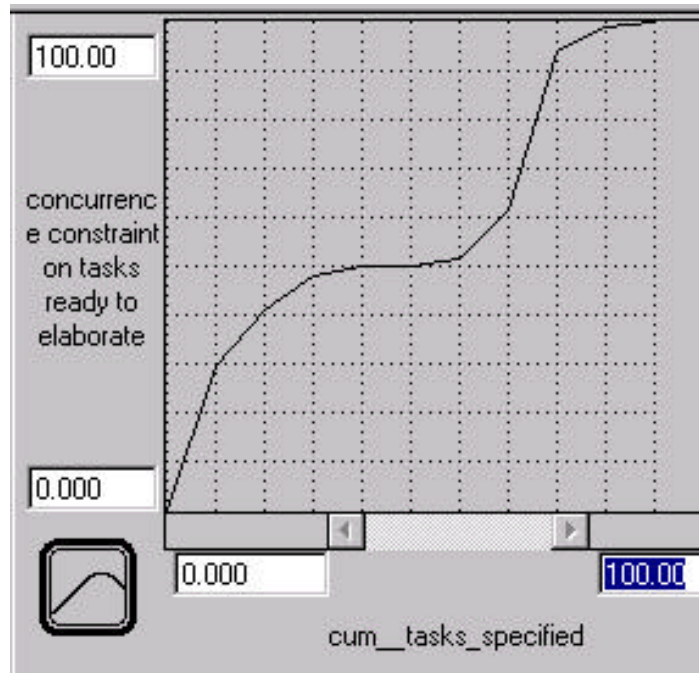 100.00
concurrenc
e constraint
on tasks
ready to
elaborate
0.000
0.000
100.00
cum__tasks_specified